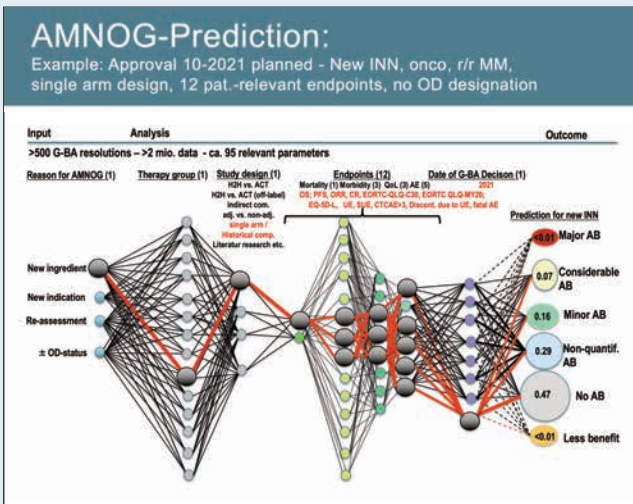 AMNOG-Prediction:
Example: Approval 10-2021 planned - New INN, onco, r/r MM,
single arm design, 12 pat.-relevant endpoints, no OD designation
Input Analysis Outcome
>500 G-BA resolutions – >2 mio. data - ca. 95 relevant parameters
Reason for AMNOG (1) Therapy group (1) Study design (1) Endpoints (12) Date of G-BA Decison (1)
H2H vs. ACT Mortality (1) Morbidity (3) QoL (3) AE (5) 2021
H2H vs. ACT (off-label) OS; PFS, ORR, CR, EORTC-QLQ-C30, EORTC QLQ-MY20;
indirect com. EQ-5D-L, UE, SUE, CTCAE>3, Discont. due to UE, fatal AE
adj. vs. non-adj.
single arm /
Historical comp.
Literatur research etc.
Prediction for new INN
<0.01 Major AB
New ingredient
0.07 Considerable
AB
New indication
Re-assessment
0.16 Minor AB
± OD-status
0.29 Non-quantif.
AB
0.47 No AB
<0.01 Less benefit